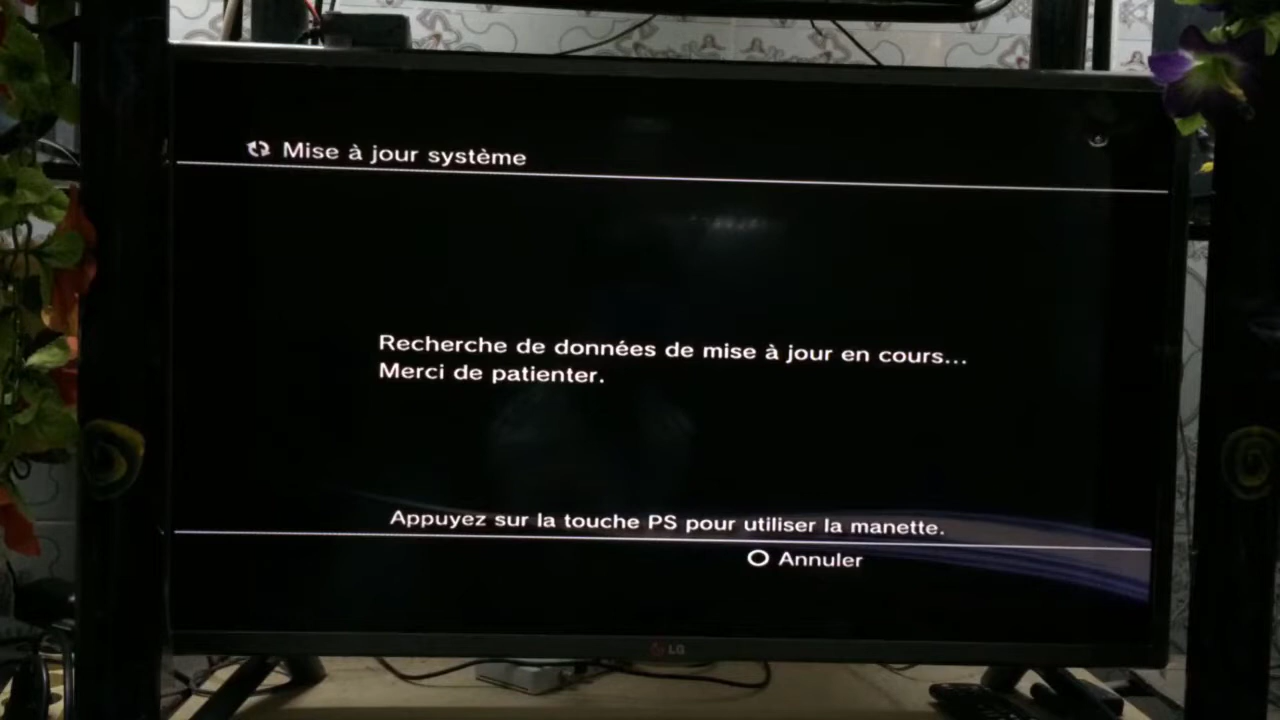 Mise à jour système
Recherche de données de mise à jour en cours...
Merci de patienter.
Appuyez sur la touche PS pour utiliser la manette.
O Annuler
LG